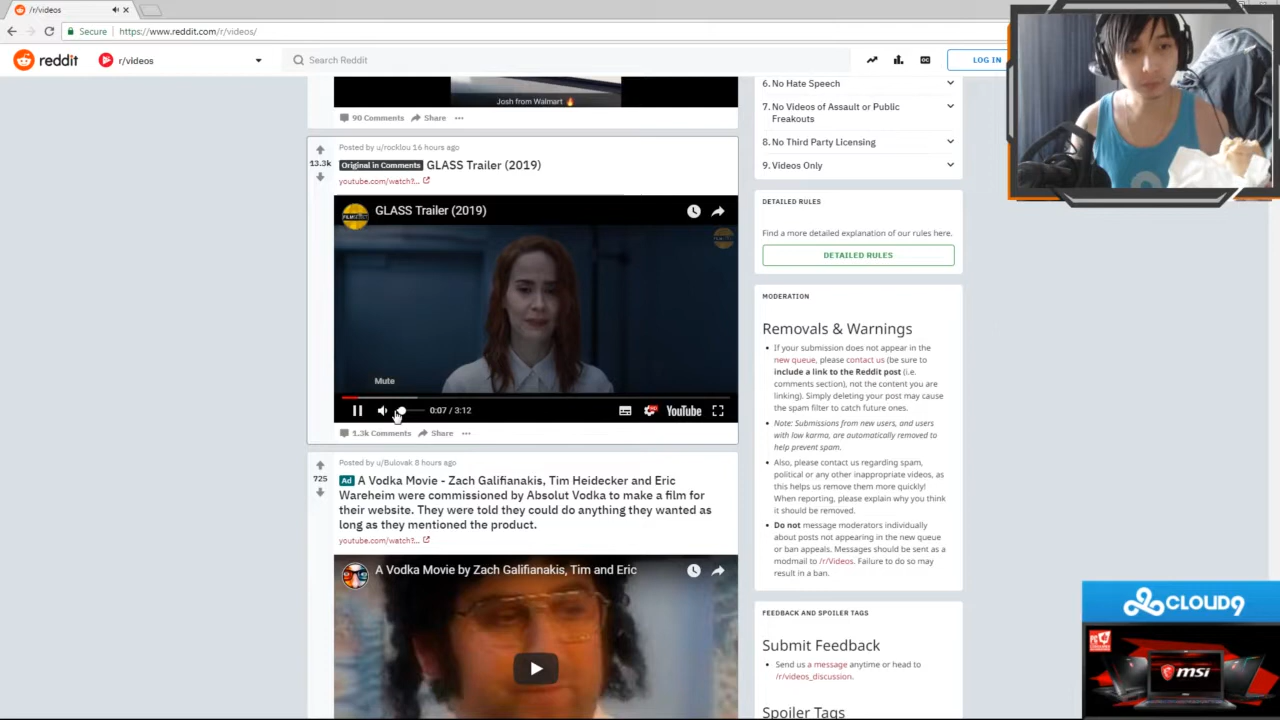 /r/videos
Secure
https://www.reddit.com/r/videos/
reddit
r/videos
Search Reddit
LOG IN
Josh from Walmart 🔥
90 Comments
Share
Posted by u/rocklou 16 hours ago
13.3k
Original in Comments
GLASS Trailer (2019)
youtube.com/watch?...
GLASS Trailer (2019)
Mute
0:07 / 3:12
YouTube
1.3k Comments
Share
Posted by u/Bulovak 8 hours ago
725
Ad
A Vodka Movie - Zach Galifianakis, Tim Heidecker and Eric
Wareheim were commissioned by Absolut Vodka to make a film for
their website. They were told they could do anything they wanted as
long as they mentioned the product.
youtube.com/watch?...
A Vodka Movie by Zach Galifianakis, Tim and Eric
6. No Hate Speech
7. No Videos of Assault or Public
Freakouts
8. No Third Party Licensing
9. Videos Only
DETAILED RULES
Find a more detailed explanation of our rules here.
DETAILED RULES
MODERATION
Removals & Warnings
• If your submission does not appear in the
new queue, please contact us (be sure to
include a link to the Reddit post (i.e.
comments section), not the content you are
linking). Simply deleting your post may cause
the spam filter to catch future ones.
• Note: Submissions from new users, and users
with low karma, are automatically removed to
help prevent spam.
• Also, please contact us regarding spam,
political or any other inappropriate videos, as
this helps us remove them more quickly!
When reporting, please explain why you think
it should be removed.
• Do not message moderators individually
about posts not appearing in the new queue
or ban appeals. Messages should be sent as a
modmail to /r/Videos. Failure to do so may
result in a ban.
FEEDBACK AND SPOILER TAGS
Submit Feedback
• Send us a message anytime or head to
/r/videos_discussion.
Spoiler Tags
CLOUD9
msi